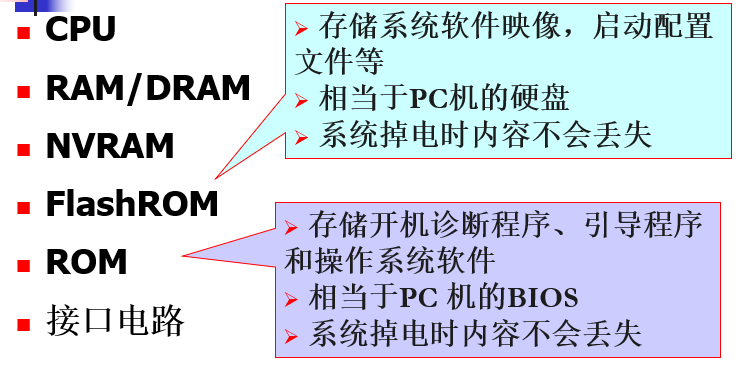 CPU
RAM/DRAM
NVRAM
FlashROM
ROM
接口电路
存储系统软件映像，启动配置
文件等
相当于PC机的硬盘
系统掉电时内容不会丢失
存储开机诊断程序、引导程序
和操作系统软件
相当于PC 机的BIOS
系统掉电时内容不会丢失